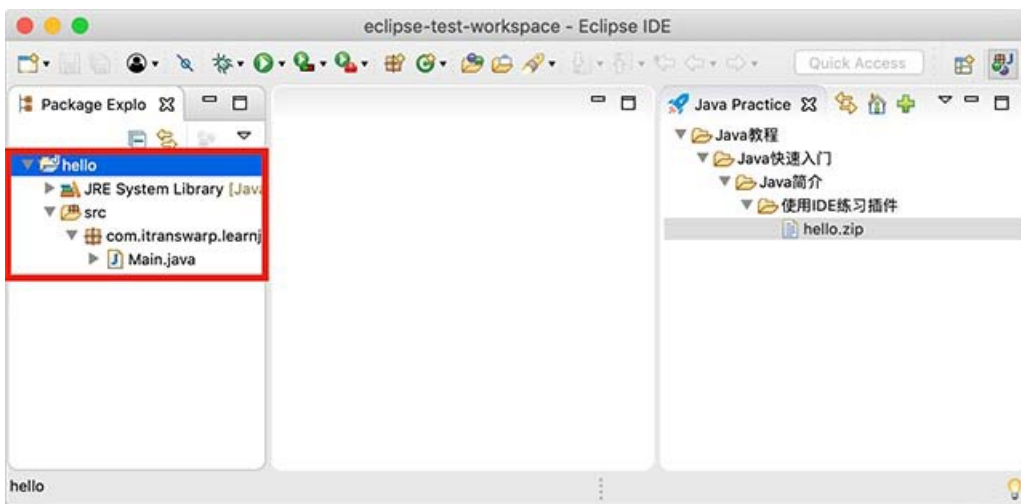 eclipse-test-workspace - Eclipse IDE
Quick Access
Package Explo
hello
JRE System Library [Java
src
com.itranswarp.learnj
Main.java
Java Practice
Java教程
Java快速入门
Java简介
使用IDE练习插件
hello.zip
hello